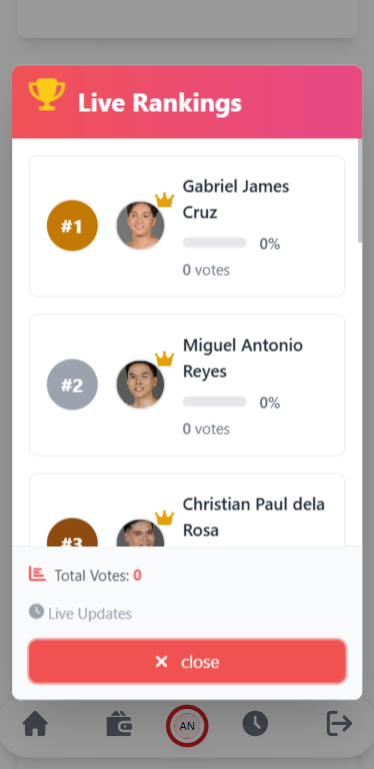 Live Rankings
#1
Gabriel James
Cruz
0%
0 votes
#2
Miguel Antonio
Reyes
0%
0 votes
#3
Christian Paul dela
Rosa
Total Votes: 0
Live Updates
close
AN